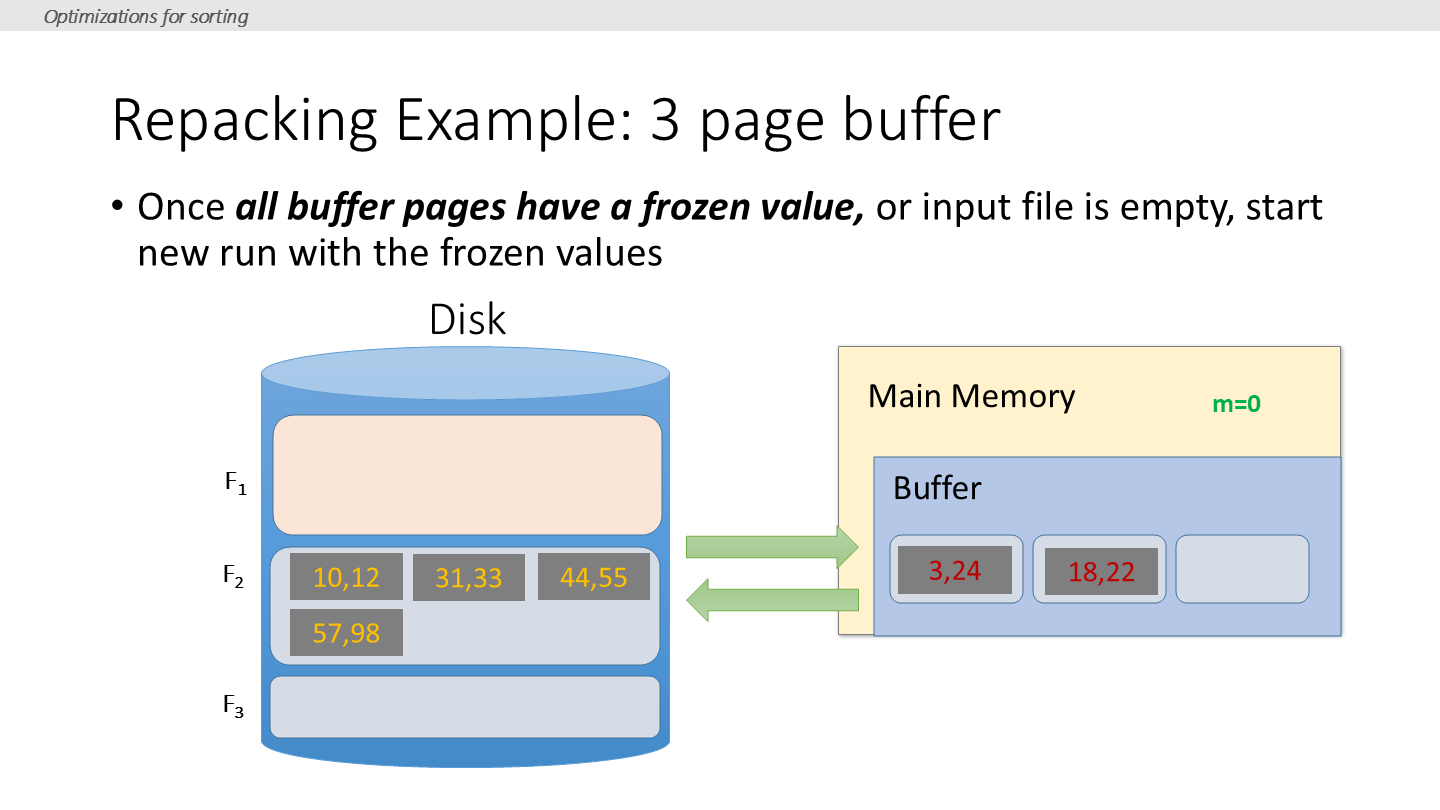 Optimizations for sorting
Repacking Example: 3 page buffer
• Once all buffer pages have a frozen value, or input file is empty, start
new run with the frozen values
Disk
Main Memory
m=0
F1
Buffer
F2
10,12
31,33
44,55
3,24
18,22
57,98
F3